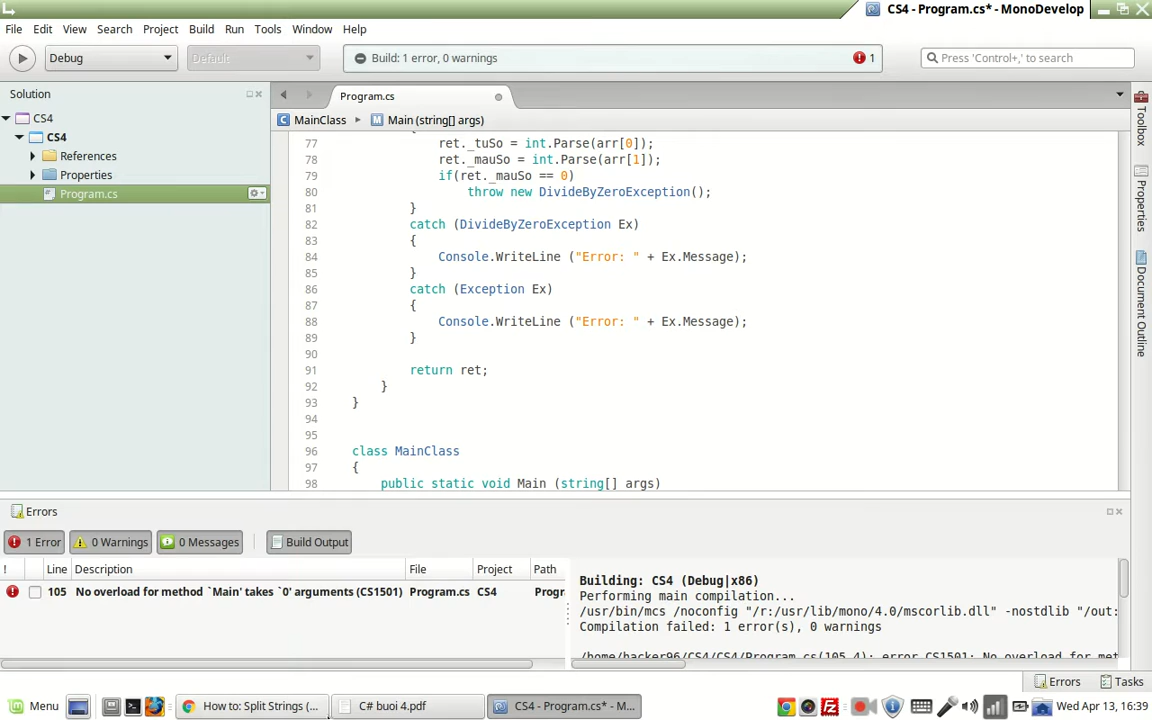 CS4 - Program.cs* - MonoDevelop
File Edit View Search Project Build Run Tools Window Help
Debug Default Build: 1 error, 0 warnings 1 Press 'Control+,' to search
Solution
CS4
CS4
References
Properties
Program.cs
Program.cs
MainClass Main (string[] args)
77 ret._tuSo = int.Parse(arr[0]);
78 ret._mauSo = int.Parse(arr[1]);
79 if(ret._mauSo == 0)
80 throw new DivideByZeroException();
81 }
82 catch (DivideByZeroException Ex)
83 {
84 Console.WriteLine ("Error: " + Ex.Message);
85 }
86 catch (Exception Ex)
87 {
88 Console.WriteLine ("Error: " + Ex.Message);
89 }
90
91 return ret;
92 }
93 }
94
95
96 class MainClass
97 {
98 public static void Main (string[] args)
Toolbox
Properties
Document Outline
Errors
1 Error 0 Warnings 0 Messages Build Output
! Line Description File Project Path
105 No overload for method `Main' takes `0' arguments (CS1501) Program.cs CS4 Progr
Building: CS4 (Debug|x86)
Performing main compilation...
/usr/bin/mcs /noconfig "/r:/usr/lib/mono/4.0/mscorlib.dll" -nostdlib "/out:
Compilation failed: 1 error(s), 0 warnings
/home/hacker96/CS4/CS4/Program.cs(105,4): error CS1501: No overload for met
Errors Tasks
Menu How to: Split Strings (... C# buoi 4.pdf CS4 - Program.cs* - M... Wed Apr 13, 16:39